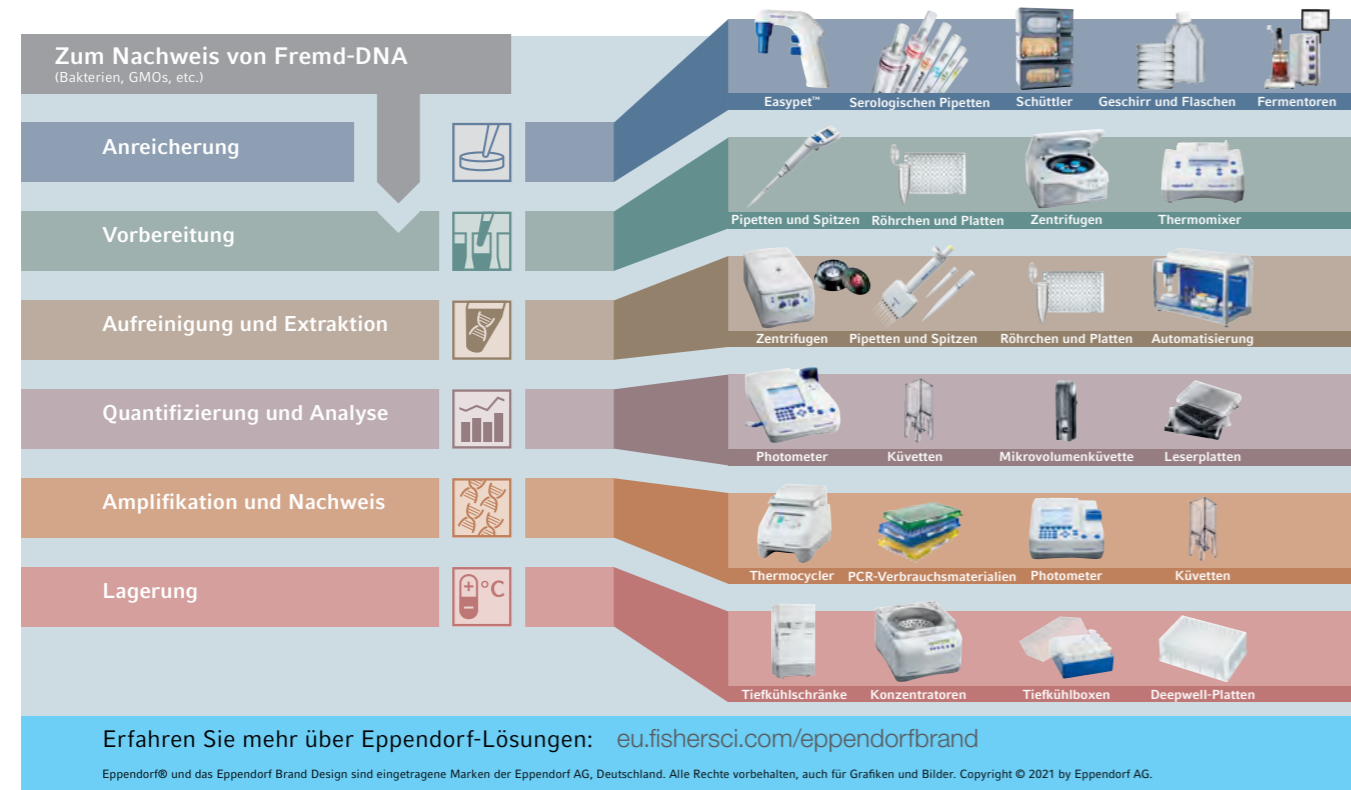 Zum Nachweis von Fremd-DNA
(Bakterien, GMOs, etc.)
Easypet™ Serologischen Pipetten Schüttler Geschirr und Flaschen Fermentoren
Anreicherung
Pipetten und Spitzen Röhrchen und Platten Zentrifugen Thermomixer
Vorbereitung
Aufreinigung und Extraktion
Zentrifugen Pipetten und Spitzen Röhrchen und Platten Automatisierung
Quantifizierung und Analyse
Photometer Küvetten Mikrovolumenküvette Leserplatten
Amplifikation und Nachweis
Thermocycler PCR-Verbrauchsmaterialien Photometer Küvetten
°C
Lagerung
Tiefkühlschränke Konzentratoren Tiefkühlboxen Deepwell-Platten
Erfahren Sie mehr über Eppendorf-Lösungen: eu.fishersci.com/eppendorfbrand
Eppendorf® und das Eppendorf Brand Design sind eingetragene Marken der Eppendorf AG, Deutschland. Alle Rechte vorbehalten, auch für Grafiken und Bilder. Copyright © 2021 by Eppendorf AG.